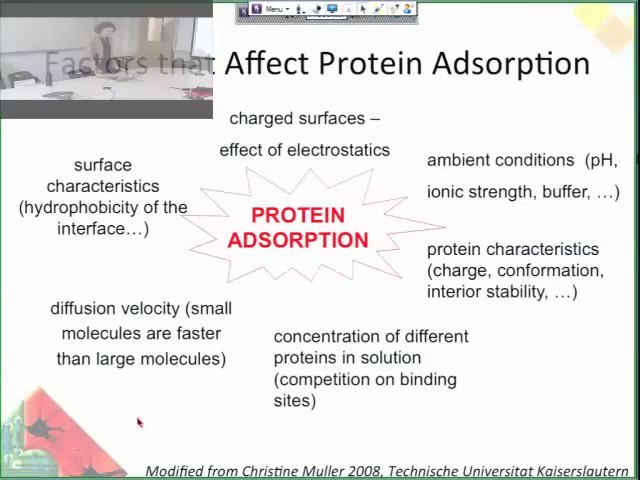 Menu
Factors that Affect Protein Adsorption
charged surfaces –
effect of electrostatics
surface
characteristics
(hydrophobicity of the
interface…)
ambient conditions (pH,
ionic strength, buffer, …)
PROTEIN
ADSORPTION
protein characteristics
(charge, conformation,
interior stability, …)
diffusion velocity (small
molecules are faster
than large molecules)
concentration of different
proteins in solution
(competition on binding
sites)
Modified from Christine Muller 2008, Technische Universitat Kaiserslautern